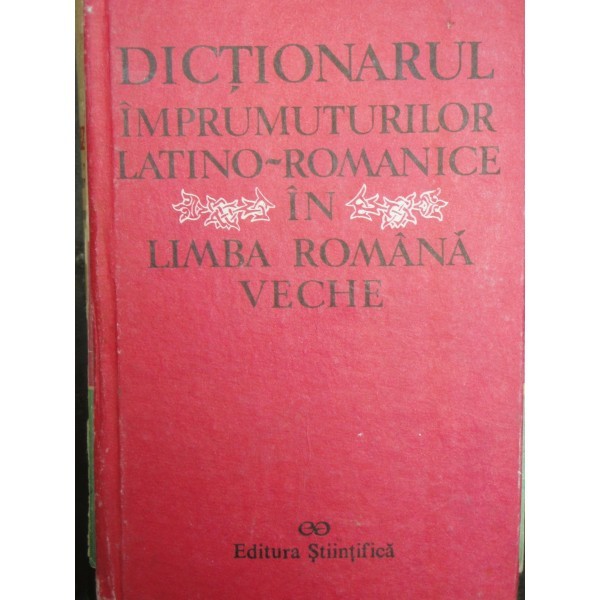 DICȚIONARUL
ÎMPRUMUTURILOR
LATINO-ROMANICE
ÎN
LIMBA ROMÂNĂ
VECHE
Editura Științifică